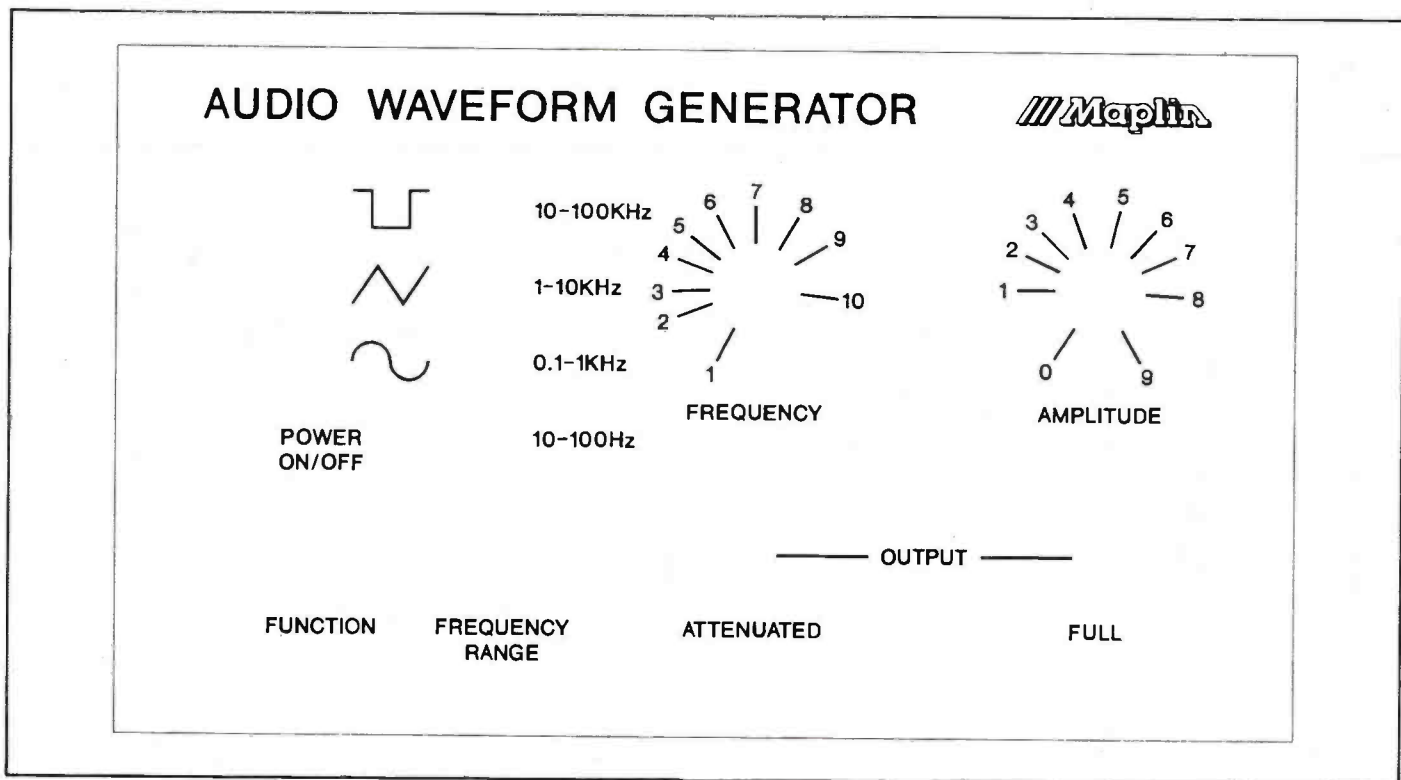 AUDIO WAVEFORM GENERATOR
Maplin
10-100KHz
1-10KHz
0.1-1KHz
10-100Hz
POWER
ON/OFF
1
2
3
4
5
6
7
8
9
10
FREQUENCY
0
1
2
3
4
5
6
7
8
9
AMPLITUDE
OUTPUT
FUNCTION
FREQUENCY
RANGE
ATTENUATED
FULL